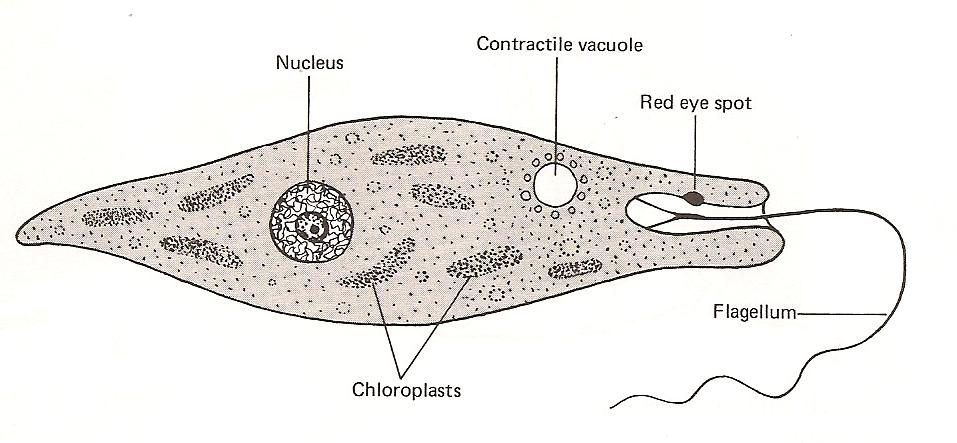 Contractile vacuole
Nucleus
Red eye spot
Flagellum
Chloroplasts